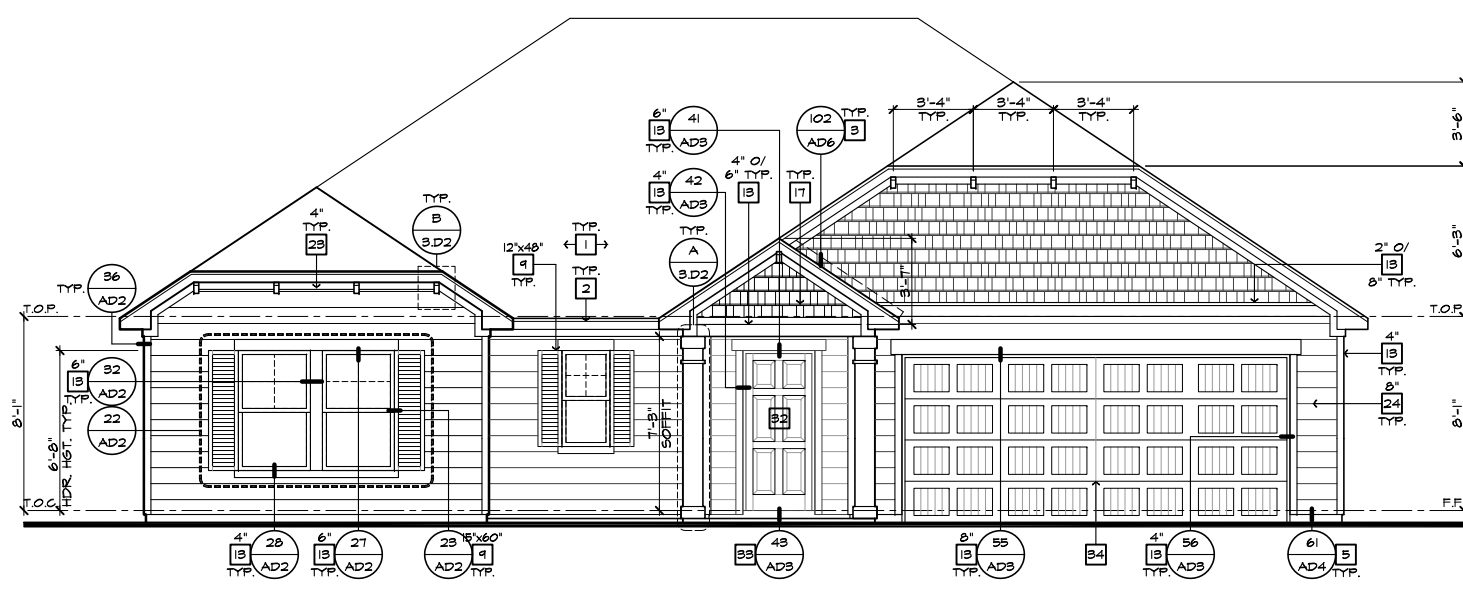 3'-4" 3'-4" 3'-4"
TYP. TYP. TYP.
3'-6"
6" 41
13 AD3
TYP.
102 TYP.
AD6 3
4" 42
13 AD3
TYP.
4" O/
6" TYP.
13
TYP.
17
TYP.
B
3.D2
4"
TYP.
23
TYP.
A
3.D2
TYP.
1
12"x48"
9
TYP.
TYP.
2
6'-3"
2" O/
13
8" TYP.
3'-7"
TYP. 36
AD2
T.O.P.
T.O.P.
6" 32
13 AD2
TYP.
22
AD2
8'-1"
6'-8"
HDR. HGT. TYP.
7'-3"
SOFFIT
32
4"
13
TYP.
8"
24
TYP.
8'-1"
T.O.C.
F.F.
4" 28
13 AD2
TYP.
6" 27
13 AD2
TYP.
23 15"x60"
AD2 9
TYP.
33 43
AD3
8" 55
13 AD3
TYP.
34
4" 56
13 AD3
TYP.
61 5
AD4 TYP.